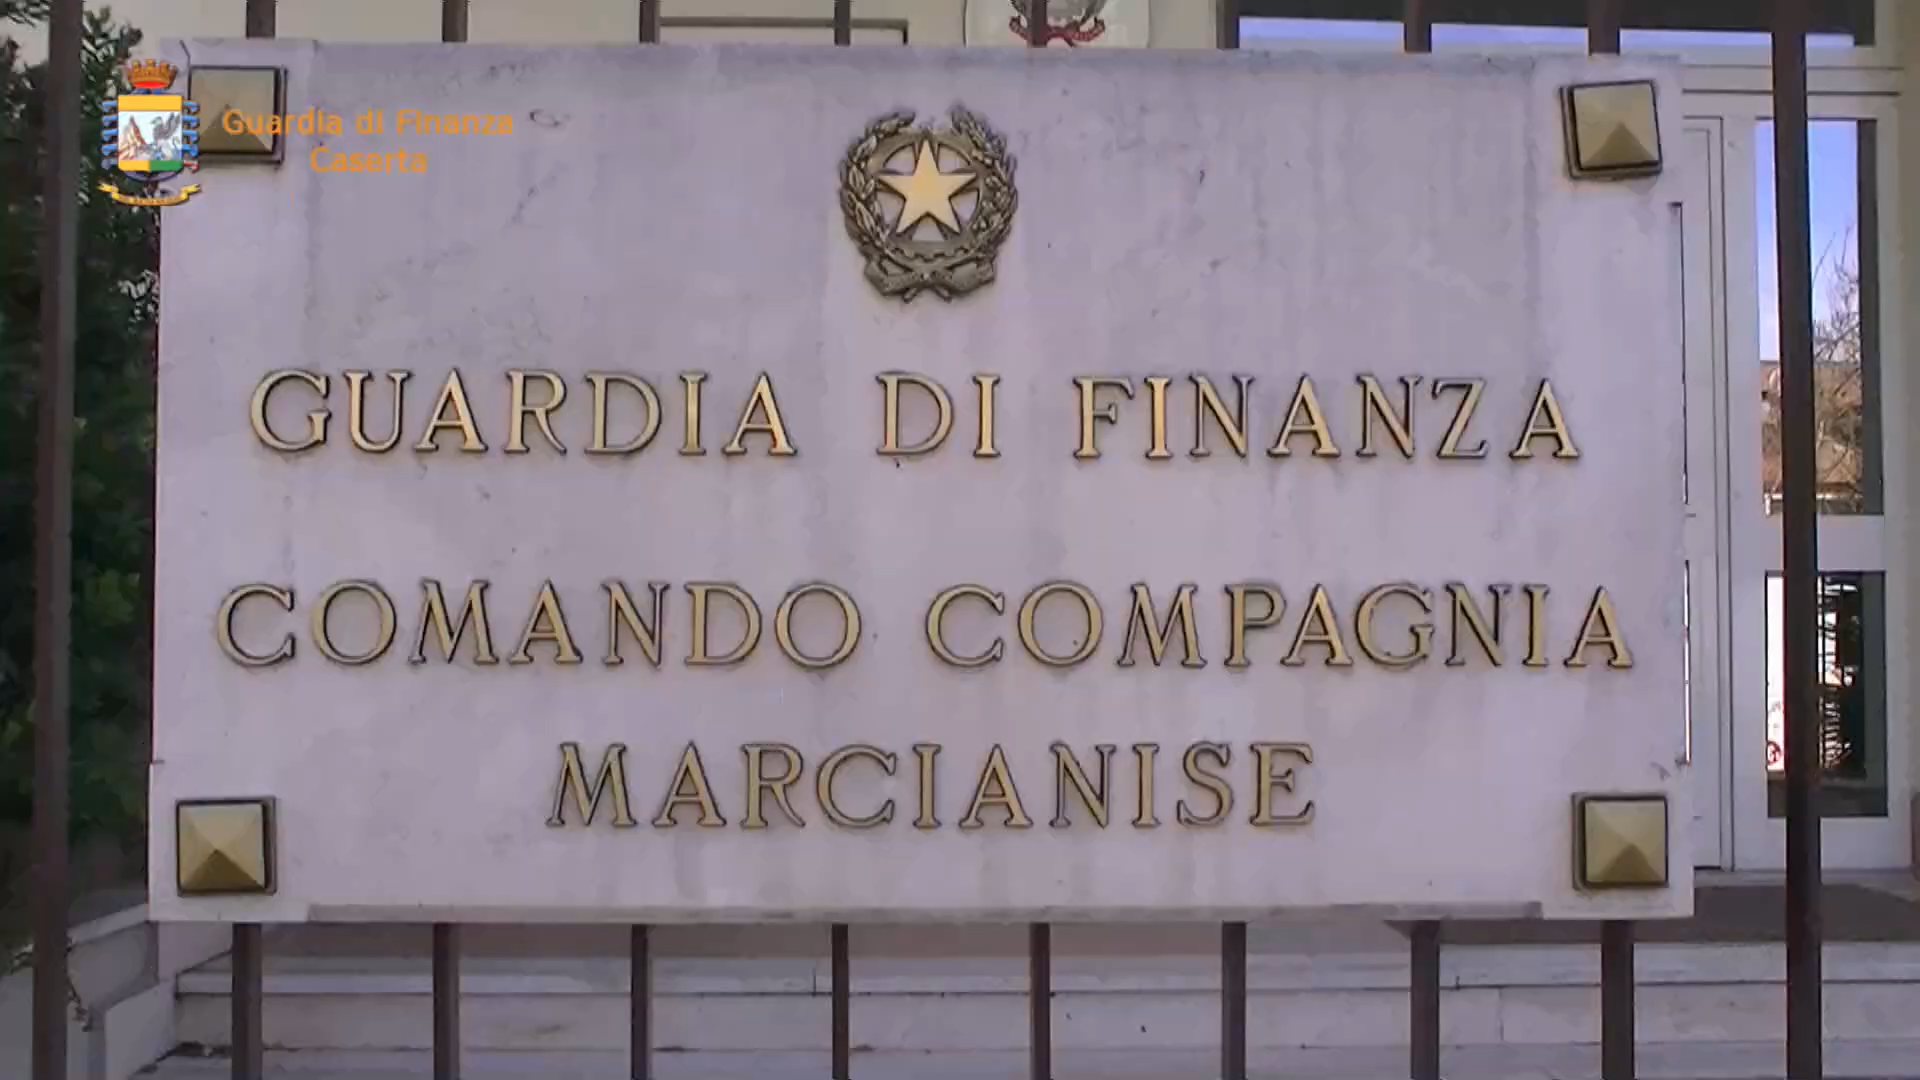 Guardia di Finanza
Caserta
GUARDIA DI FINANZA
COMANDO COMPAGNIA
MARCIANISE